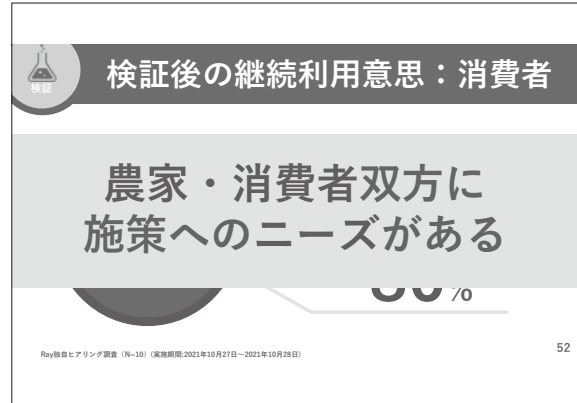 検証
検証後の継続利用意思：消費者
農家・消費者双方に
施策へのニーズがある
%
Ray独自ヒアリング調査（N=10）（実施期間:2021年10月27日～2021年10月28日）
52